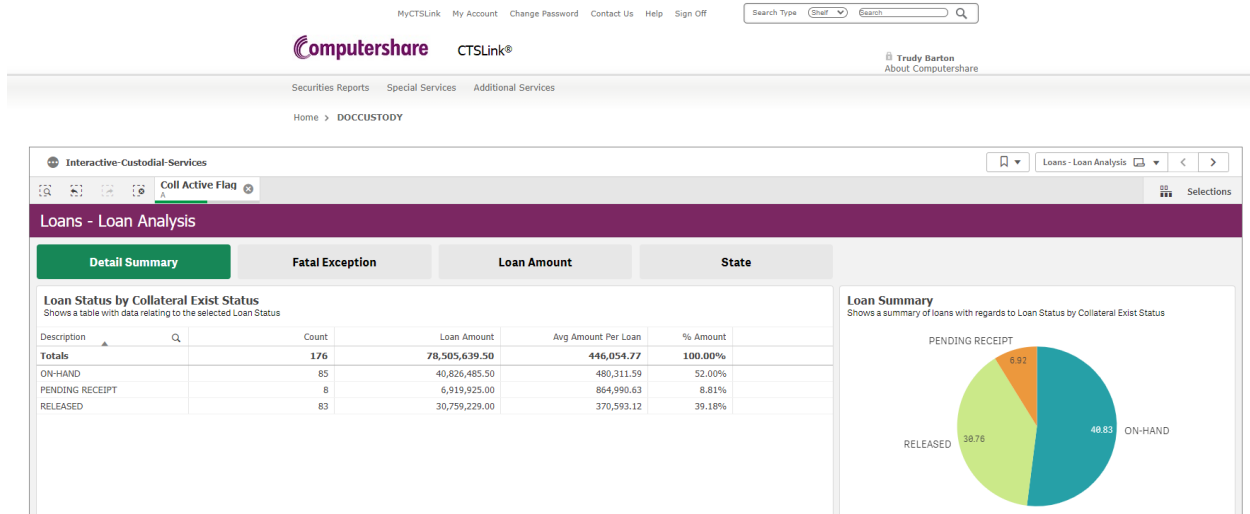 MyCTSLink My Account Change Password Contact Us Help Sign Off Search Type (Shelf) Search
Computershare CTSLink®
Trudy Barton
About Computershare
Securities Reports Special Services Additional Services
Home > DOCCUSTODY
Interactive-Custodial-Services Loans - Loan Analysis
Coll Active Flag
A
Selections
Loans - Loan Analysis
Detail Summary Fatal Exception Loan Amount State
Loan Status by Collateral Exist Status
Shows a table with data relating to the selected Loan Status
Description Count Loan Amount Avg Amount Per Loan % Amount
Totals 176 78,505,639.50 446,054.77 100.00%
ON-HAND 85 40,826,485.50 480,311.59 52.00%
PENDING RECEIPT 8 6,919,925.00 864,990.63 8.81%
RELEASED 83 30,759,229.00 370,593.12 39.18%
Loan Summary
Shows a summary of loans with regards to Loan Status by Collateral Exist Status
PENDING RECEIPT
6.92
40.83 ON-HAND
RELEASED 30.76